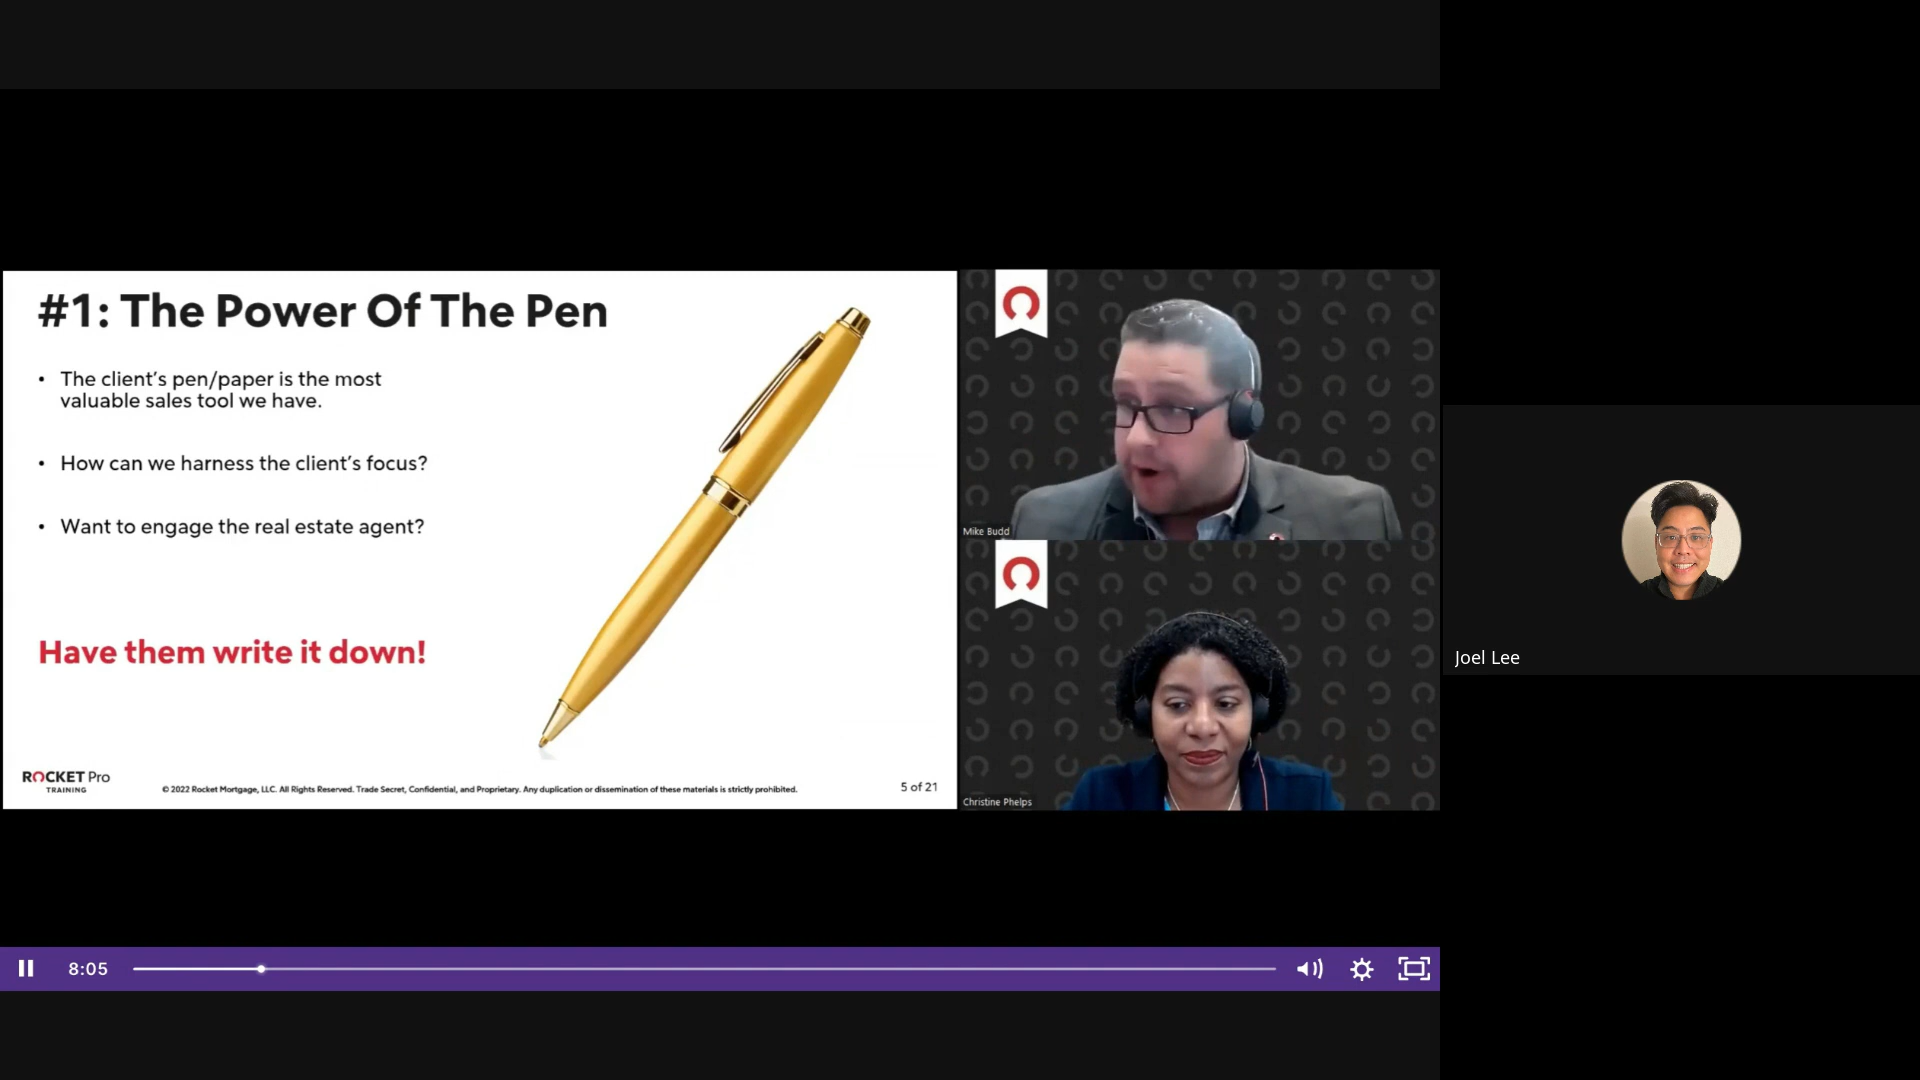 #1: The Power Of The Pen
• The client's pen/paper is the most
valuable sales tool we have.
• How can we harness the client's focus?
• Want to engage the real estate agent?
Have them write it down!
ROCKET Pro
TRAINING
© 2022 Rocket Mortgage, LLC. All Rights Reserved. Trade Secret, Confidential, and Proprietary. Any duplication or dissemination of these materials is strictly prohibited.
5 of 21
Mike Budd
Christine Phelps
Joel Lee
8:05